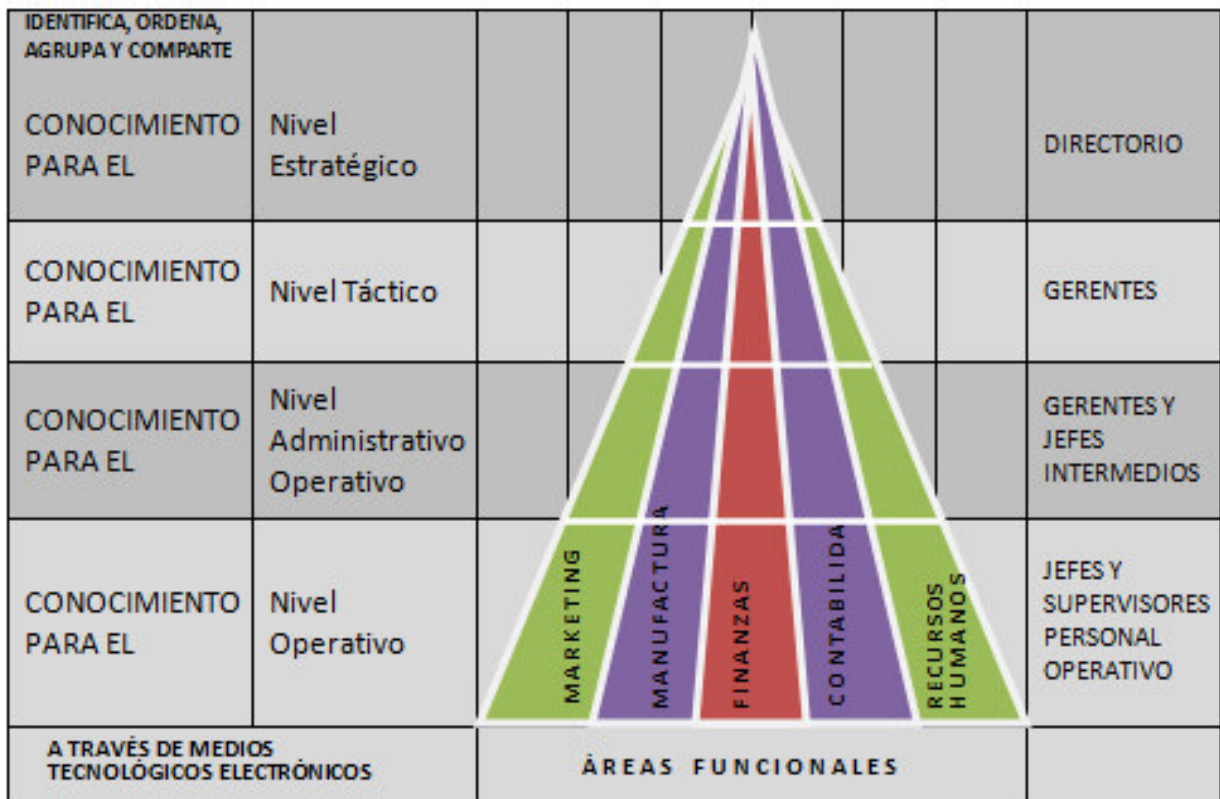 IDENTIFICA, ORDENA,
AGRUPA Y COMPARTE
CONOCIMIENTO
PARA EL
Nivel
Estratégico
DIRECTORIO
CONOCIMIENTO
PARA EL
Nivel Táctico
GERENTES
CONOCIMIENTO
PARA EL
Nivel
Administrativo
Operativo
GERENTES Y
JEFES
INTERMEDIOS
CONOCIMIENTO
PARA EL
Nivel
Operativo
MARKETING
MANUFACTURA
FINANZAS
CONTABILIDA
RECURSOS
HUMANOS
JEFES Y
SUPERVISORES
PERSONAL
OPERATIVO
A TRAVÉS DE MEDIOS
TECNOLÓGICOS ELECTRÓNICOS
ÁREAS FUNCIONALES